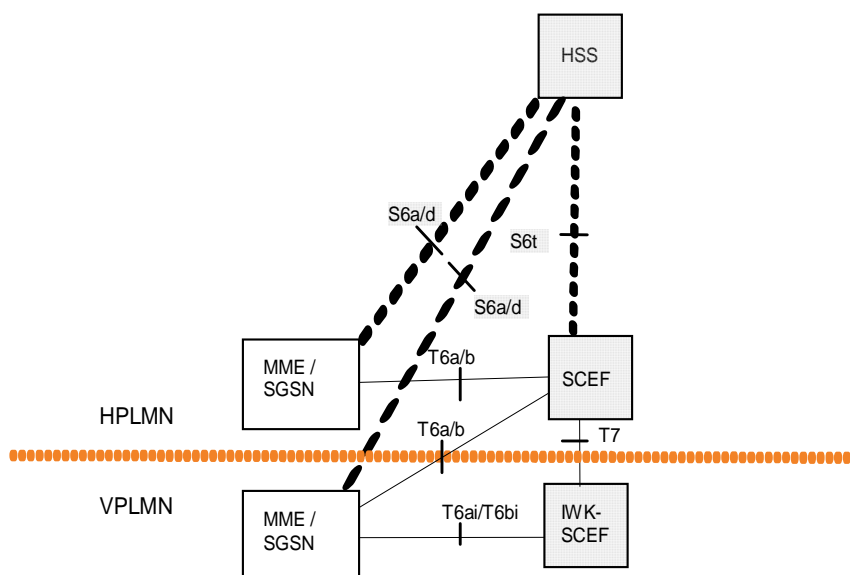 HSS
S6a/d
S6t
S6a/d
MME /
SGSN
T6a/b
SCEF
HPLMN
T6a/b
T7
VPLMN
MME /
SGSN
T6ai/T6bi
IWK-
SCEF